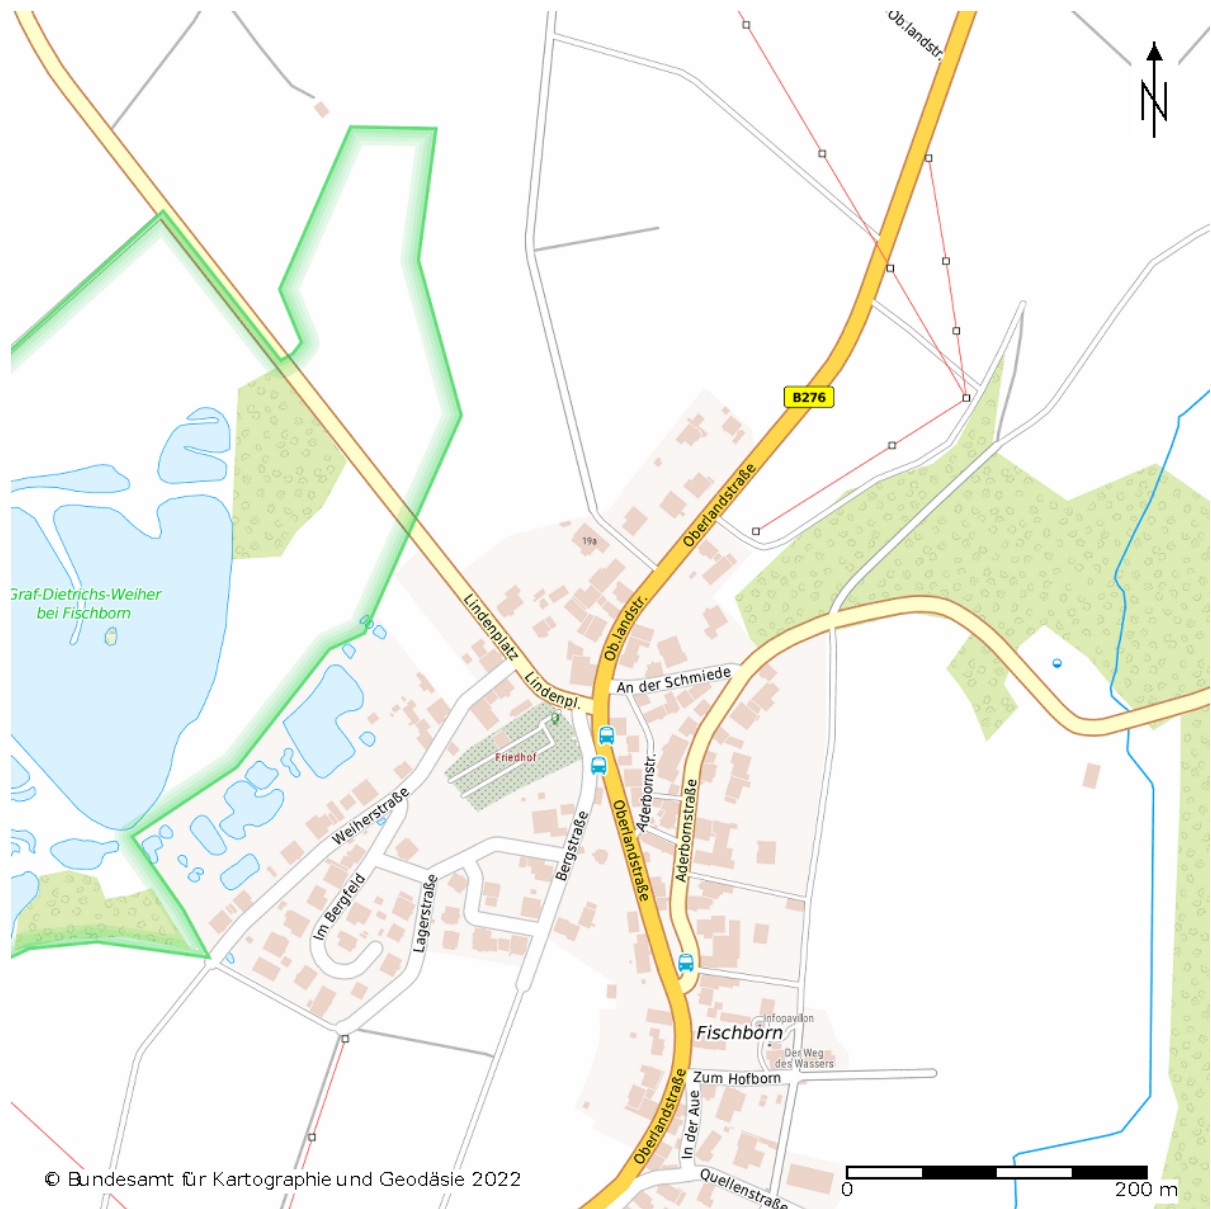 Ob.landstr.
N
B276
Oberlandstraße
19a
Graf-Dietrichs-Weiher
bei Fischborn
Lindenplatz
Ob.landstr.
An der Schmiede
Lindenpl.
Friedhof
Aderbornstr.
Weiherstraße
Oberlandstraße
Aderbornstraße
Bergstraße
Im Bergfeld
Lagerstraße
Infopavillon
Fischborn
Der Weg
des Wassers
Zum Hofborn
Oberlandstraße
In der Aue
Quellenstraße
© Bundesamt für Kartographie und Geodäsie 2022
0 200 m